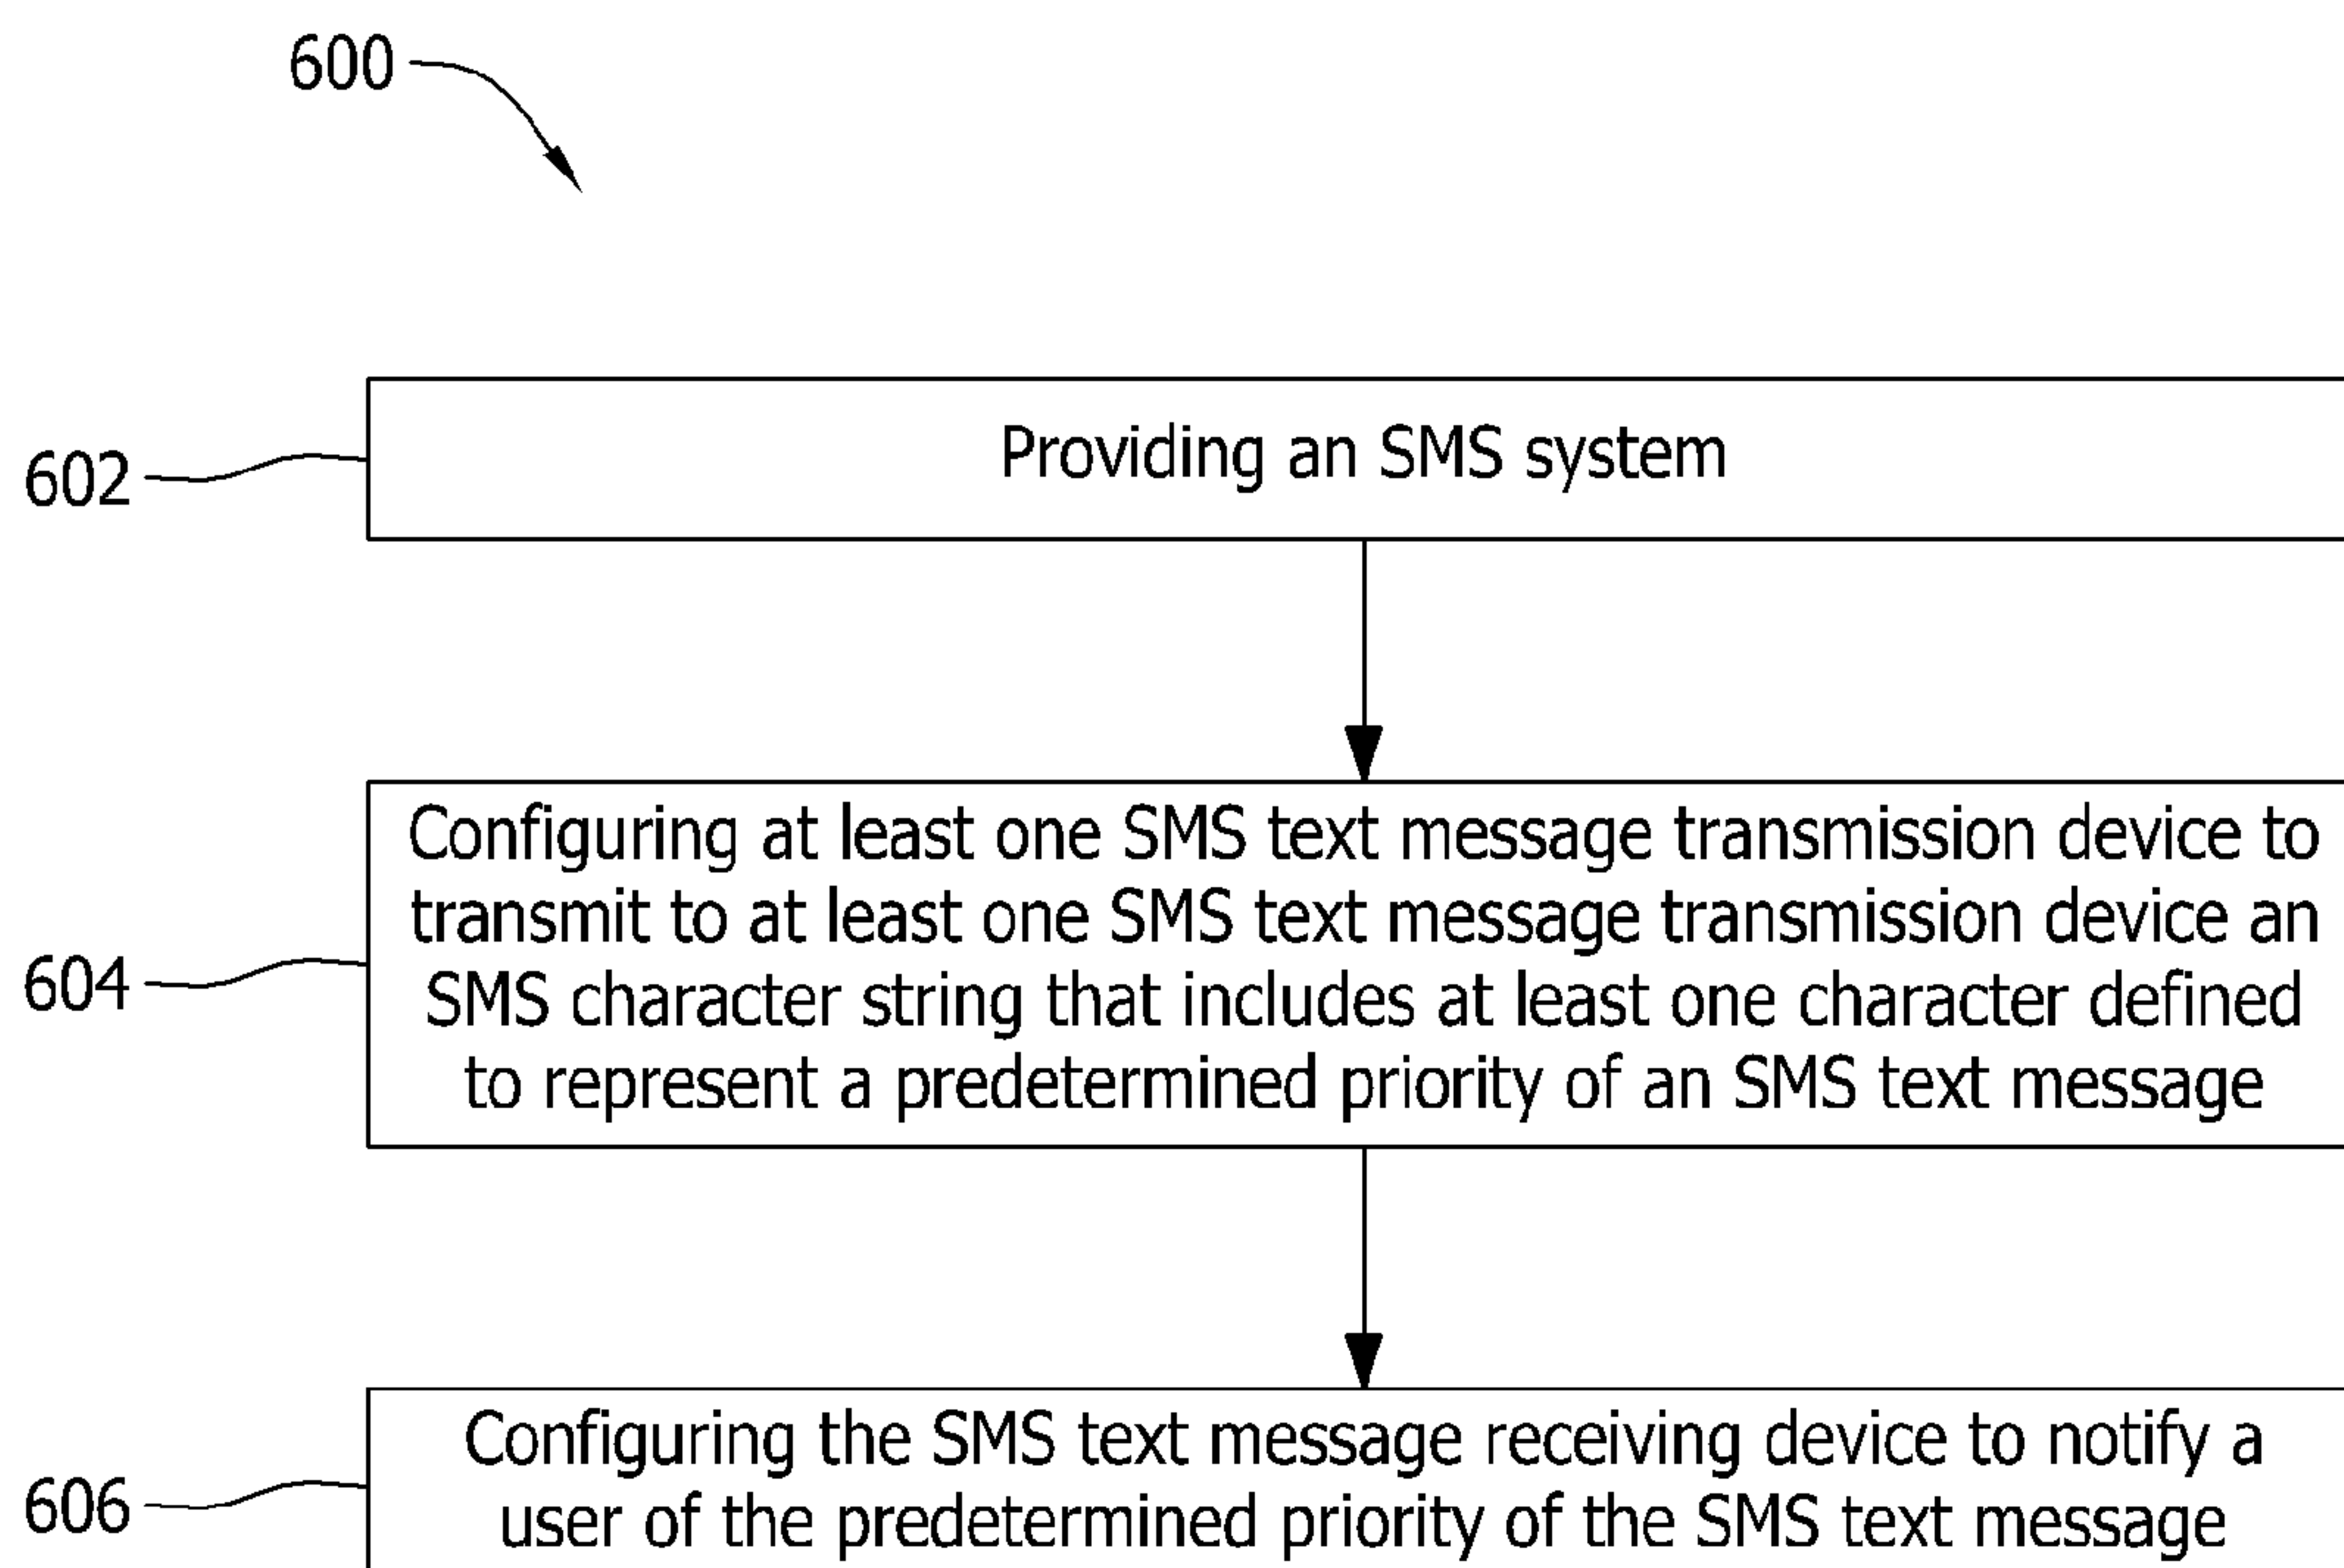 600
602
Providing an SMS system
604
Configuring at least one SMS text message transmission device to
transmit to at least one SMS text message transmission device an
SMS character string that includes at least one character defined
to represent a predetermined priority of an SMS text message
606
Configuring the SMS text message receiving device to notify a
user of the predetermined priority of the SMS text message